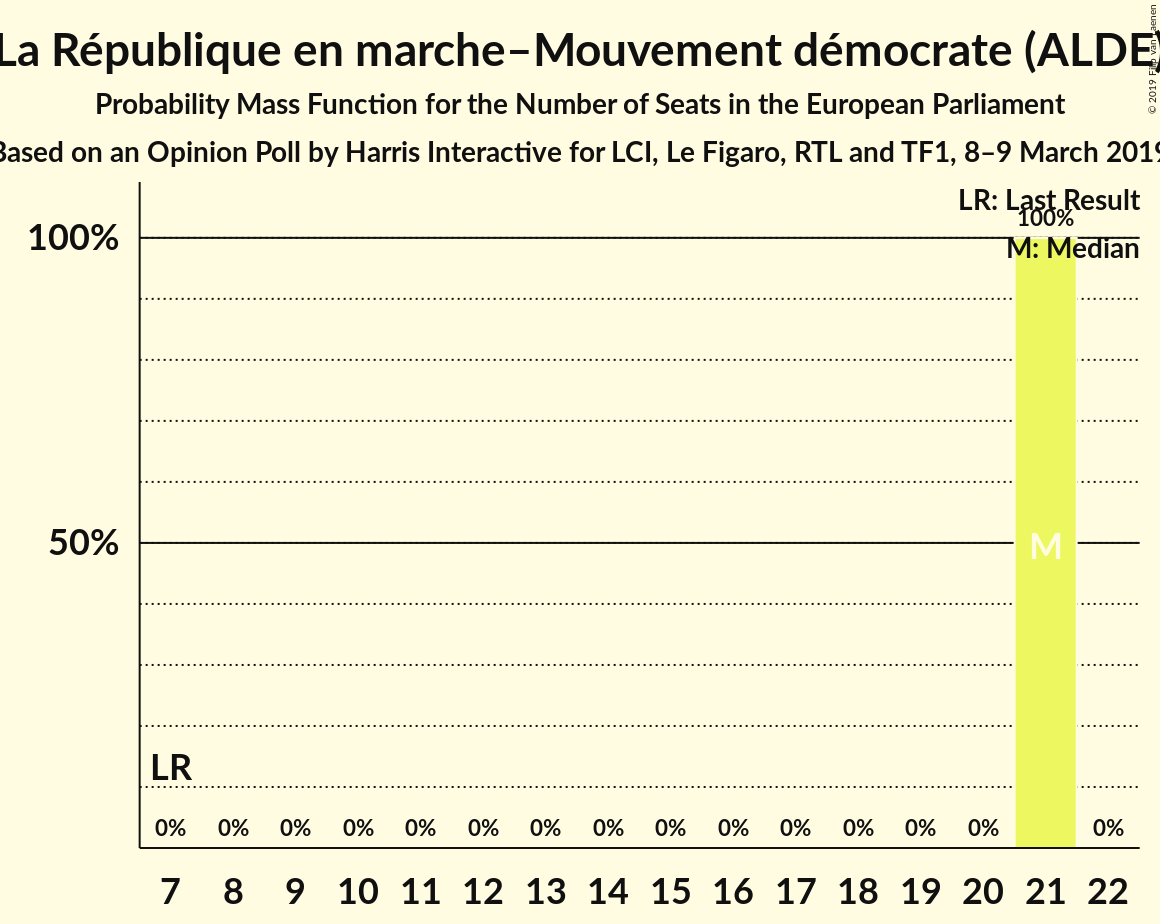 La République en marche–Mouvement démocrate (ALDE)
Probability Mass Function for the Number of Seats in the European Parliament
Based on an Opinion Poll by Harris Interactive for LCI, Le Figaro, RTL and TF1, 8–9 March 2019
© 2019 Filip van Laenen
LR: Last Result
100%
M: Median
100%
50%
M
LR
0% 0% 0% 0% 0% 0% 0% 0% 0% 0% 0% 0% 0% 0% 0%
7 8 9 10 11 12 13 14 15 16 17 18 19 20 21 22